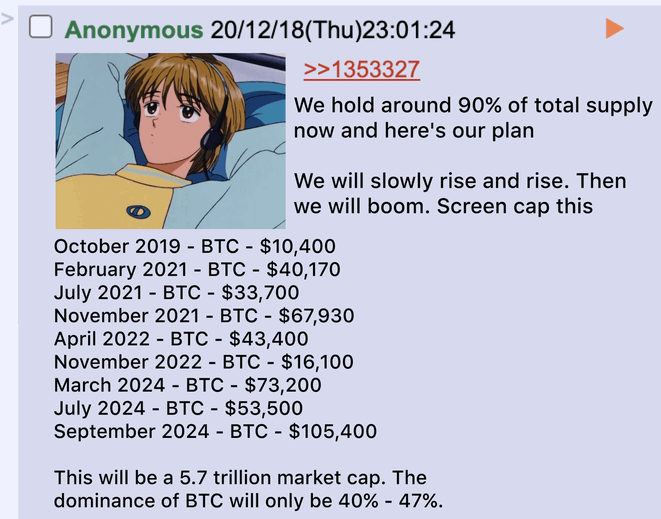 Anonymous 20/12/18(Thu)23:01:24
>>1353327
We hold around 90% of total supply
now and here's our plan
We will slowly rise and rise. Then
we will boom. Screen cap this
October 2019 - BTC - $10,400
February 2021 - BTC - $40,170
July 2021 - BTC - $33,700
November 2021 - BTC - $67,930
April 2022 - BTC - $43,400
November 2022 - BTC - $16,100
March 2024 - BTC - $73,200
July 2024 - BTC - $53,500
September 2024 - BTC - $105,400
This will be a 5.7 trillion market cap. The
dominance of BTC will only be 40% - 47%.